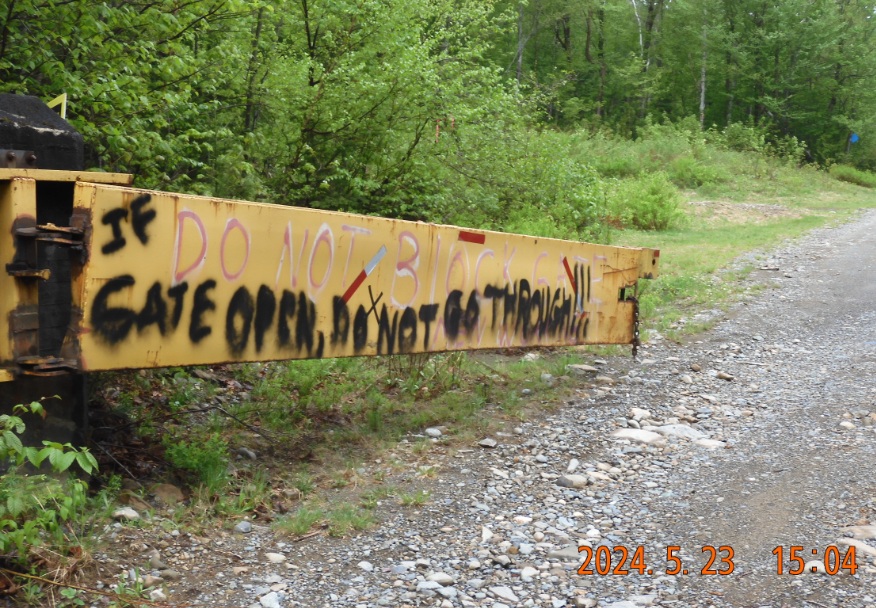 IF
DO NOT BLOCK GATE
GATE OPEN, DO NOT GO THROUGH!!!
2024. 5. 23 15:04